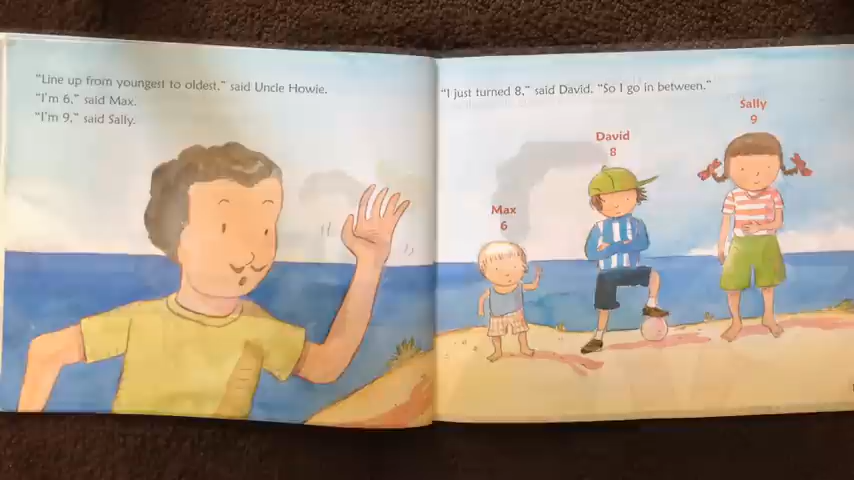 "Line up from youngest to oldest," said Uncle Howie.
"I'm 6," said Max.
"I'm 9," said Sally.
"I just turned 8," said David. "So I go in between."
Sally
9
David
8
Max
6